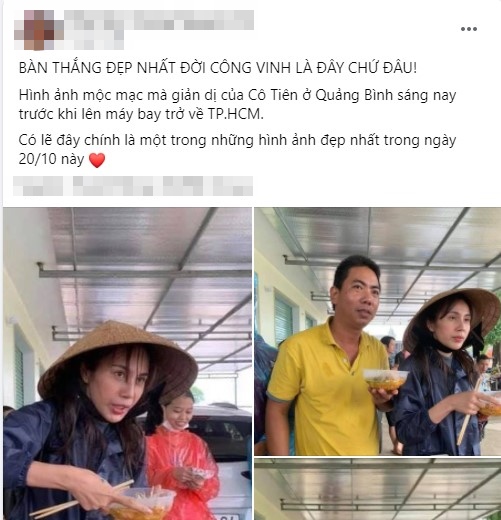 BÀN THẮNG ĐẸP NHẤT ĐỜI CÔNG VINH LÀ ĐÂY CHỨ ĐÂU!
Hình ảnh mộc mạc mà giản dị của Cô Tiên ở Quảng Bình sáng nay
trước khi lên máy bay trở về TP.HCM.
Có lẽ đây chính là một trong những hình ảnh đẹp nhất trong ngày
20/10 này